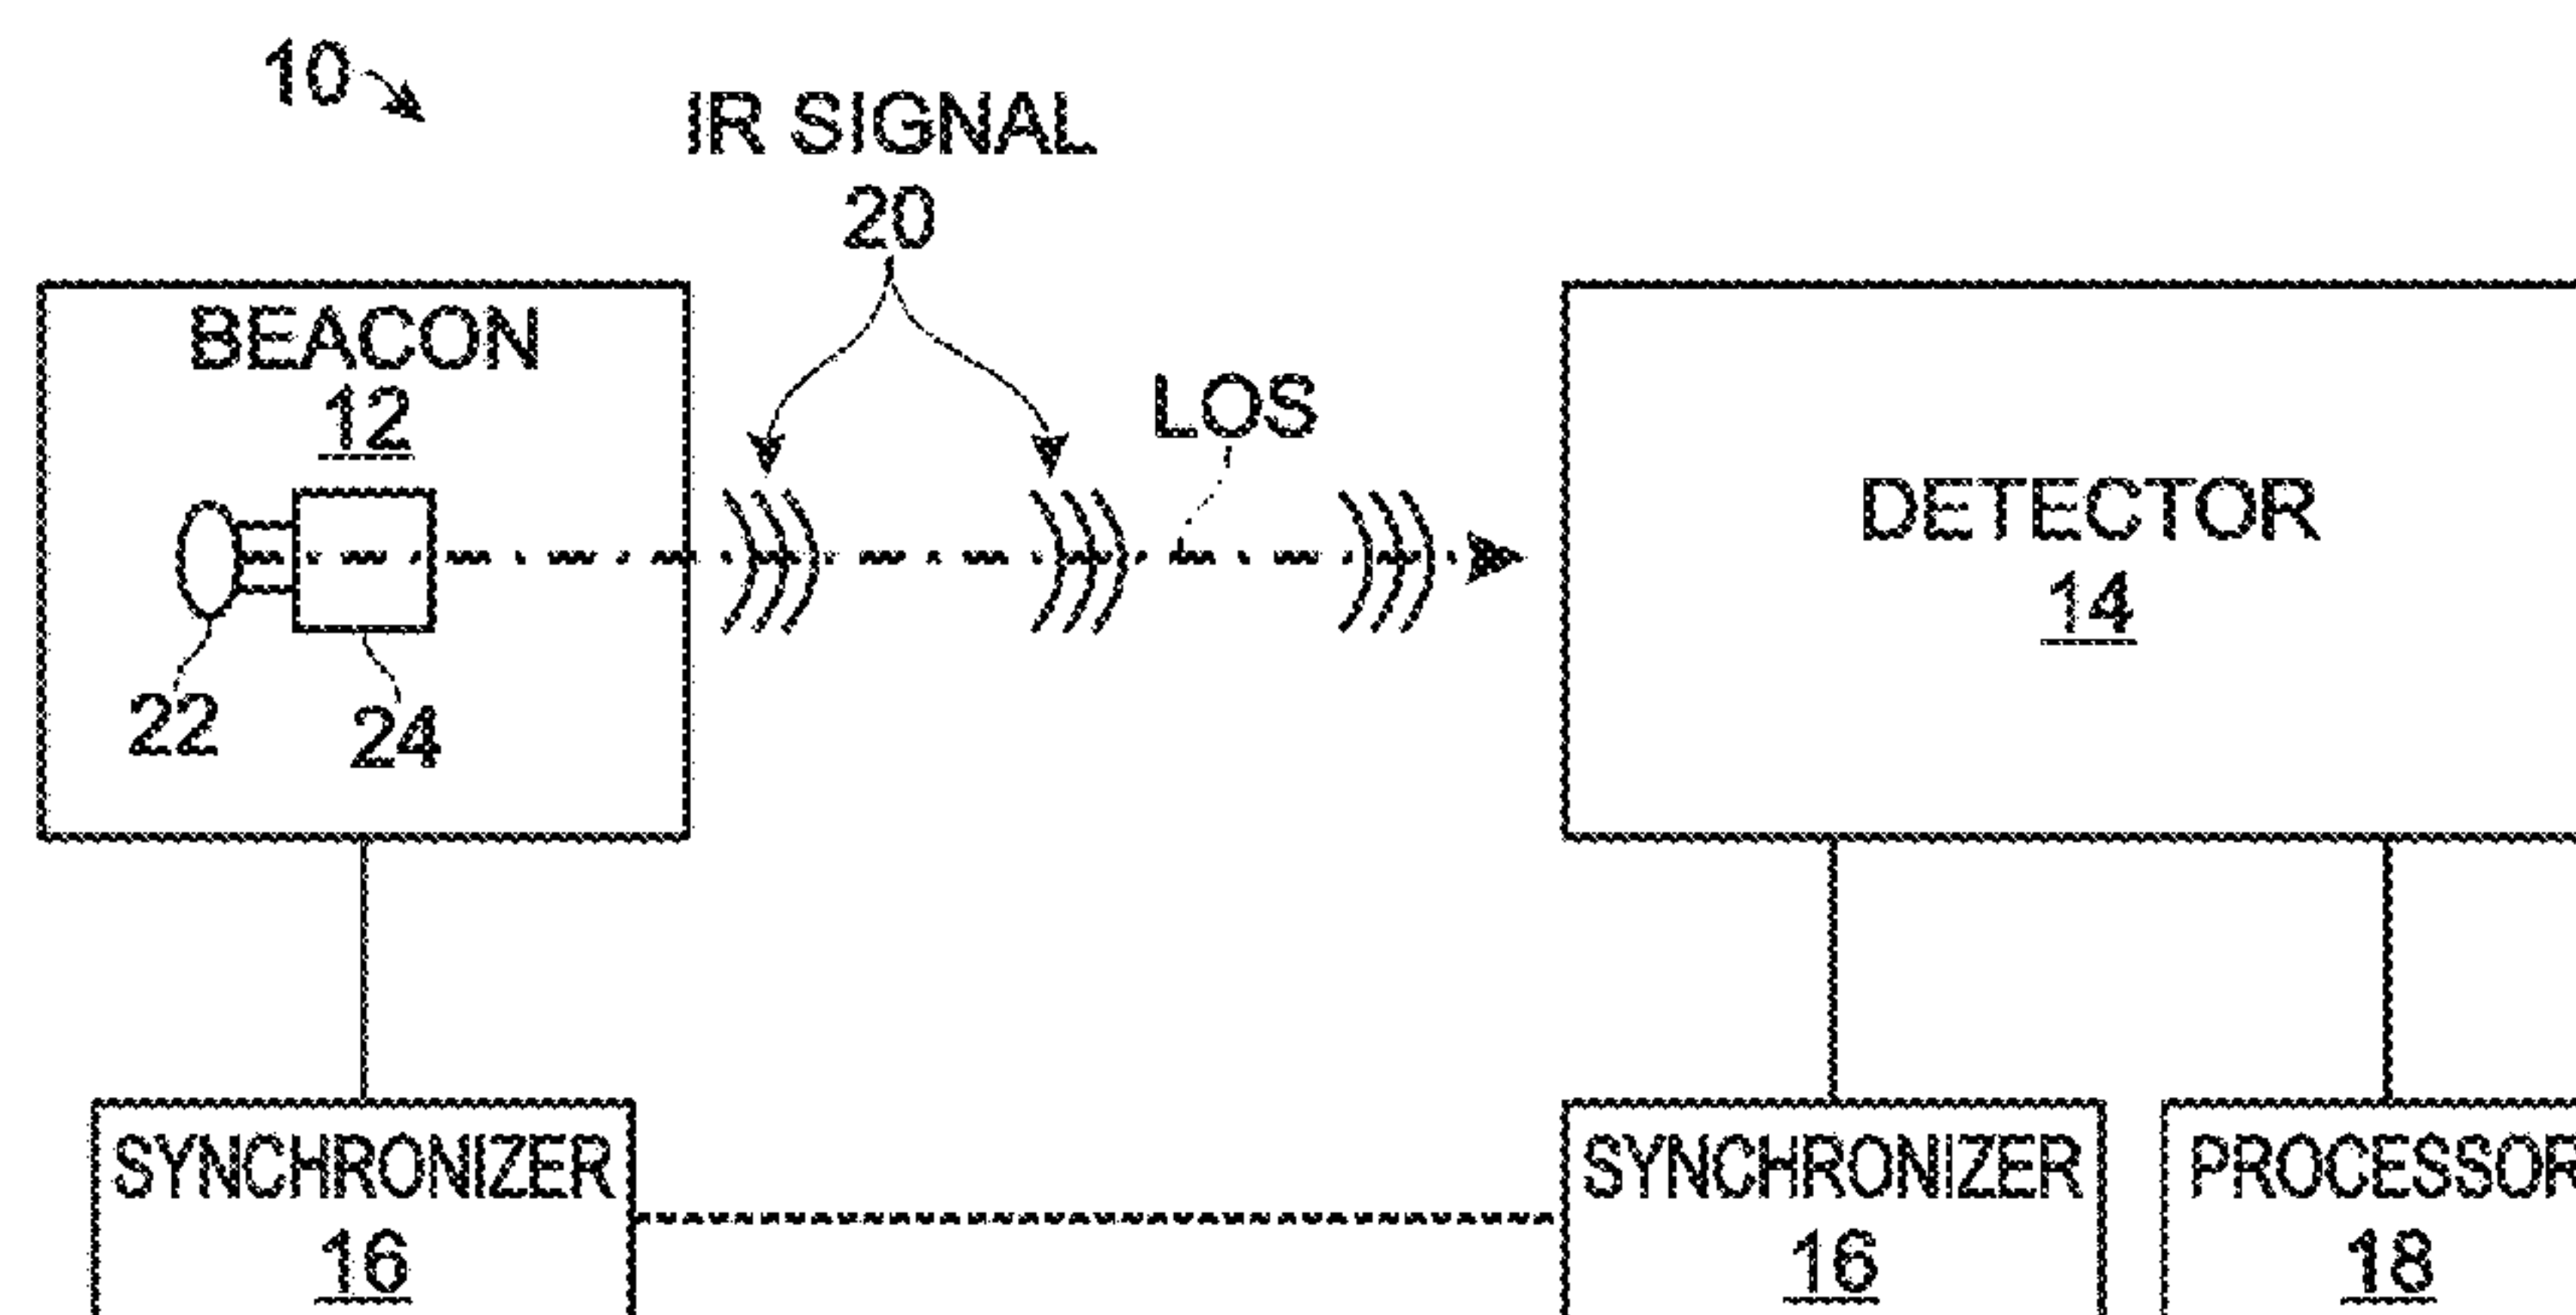 10
IR SIGNAL
20
BEACON
12
LOS
DETECTOR
14
22
24
SYNCHRONIZER
16
SYNCHRONIZER
16
PROCESSOR
18